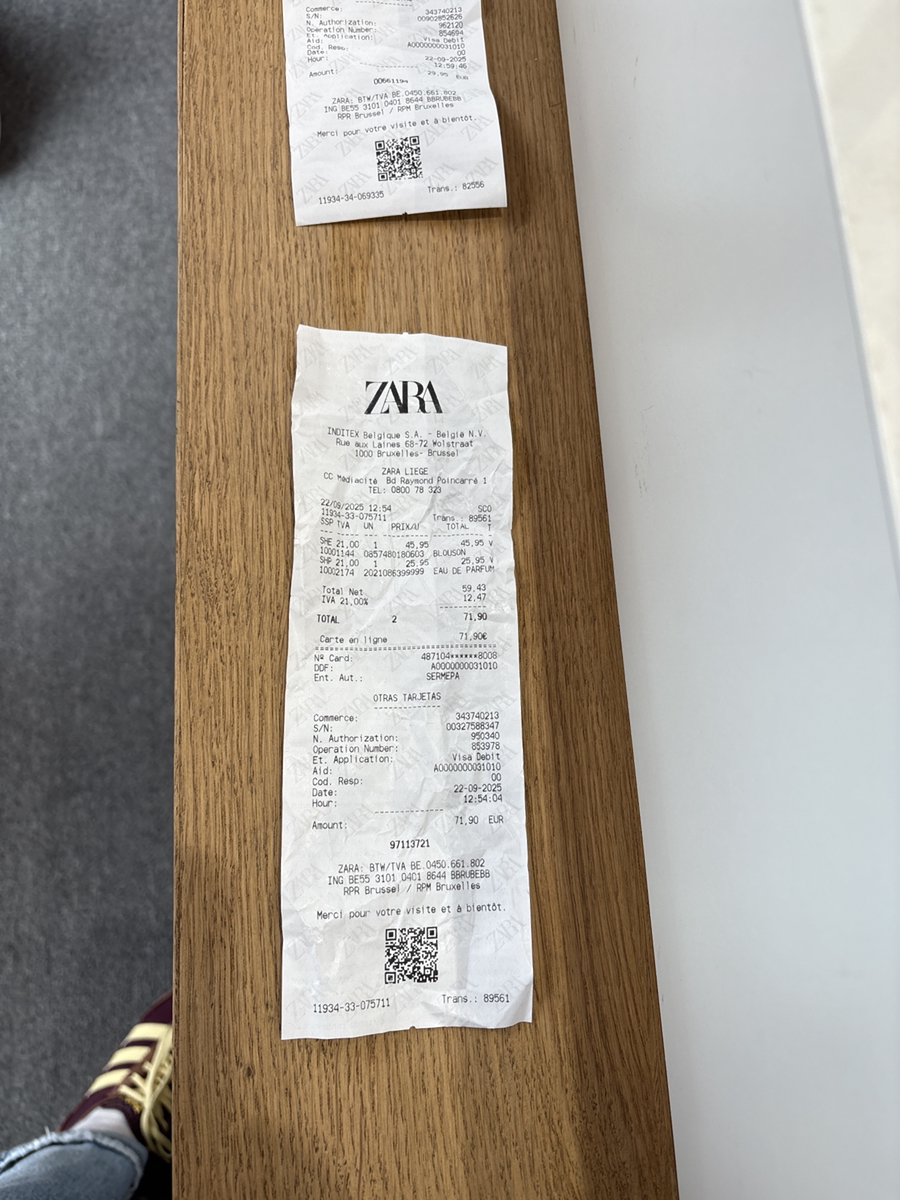 Commerce: 343740213
S/N: 00902852626
N. Authorization: 962120
Operation Number: 854694
Et. Application: Visa Debit
Aid: A0000000031010
Cod. Resp: 00
Date: 22-09-2025
Hour: 12:59:46
Amount: 29,95 EUR
00661194
ZARA: BTW/TVA BE.0450.661.802
ING BE55 3101 0401 8644 BBRUBEBB
RPR Brussel / RPM Bruxelles
Merci pour votre visite et à bientôt.
11934-34-069335 Trans.: 82556
ZARA
INDITEX Belgique S.A. - Belgie N.V.
Rue aux Laines 68-72 Wolstraat
1000 Bruxelles- Brussel
ZARA LIEGE
CC Médiacité Bd Raymond Poincarré 1
TEL: 0800 78 323
22/09/2025 12:54 SCO
11934-33-075711 Trans.: 89561
SSP TVA UN PRIX/U TOTAL T
SHE 21,00 1 45,95 45,95 V
10001144 0857480180603 BLOUSON
SHP 21,00 1 25,95 25,95 V
10002174 2021086399999 EAU DE PARFUM
Total Net 59,43
IVA 21,00% 12,47
TOTAL 2 71,90
Carte en ligne 71,90€
Nº Card: 487104******8008
DDF: A0000000031010
Ent. Aut.: SERMEPA
OTRAS TARJETAS
Commerce: 343740213
S/N: 00327588347
N. Authorization: 950340
Operation Number: 853978
Et. Application: Visa Debit
Aid: A0000000031010
Cod. Resp: 00
Date: 22-09-2025
Hour: 12:54:04
Amount: 71,90 EUR
97113721
ZARA: BTW/TVA BE.0450.661.802
ING BE55 3101 0401 8644 BBRUBEBB
RPR Brussel / RPM Bruxelles
Merci pour votre visite et à bientôt.
11934-33-075711 Trans.: 89561